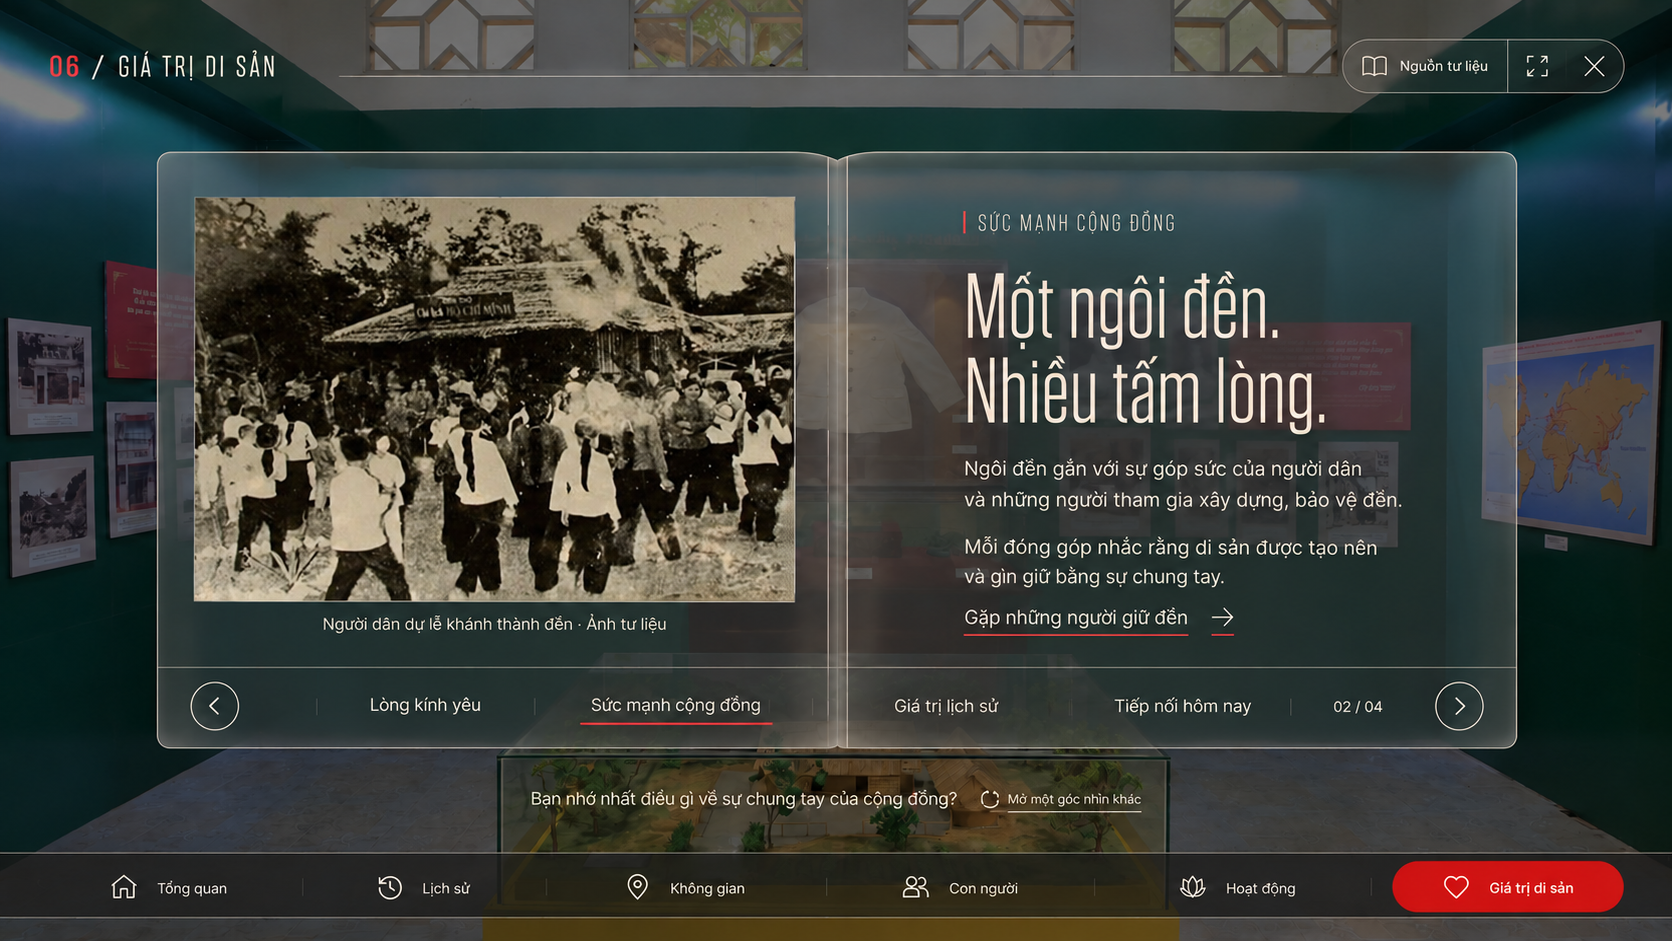 06 / GIÁ TRỊ DI SẢN
Nguồn tư liệu
HỒ CHÍ MINH
Người dân dự lễ khánh thành đền · Ảnh tư liệu
SỨC MẠNH CỘNG ĐỒNG
Một ngôi đền.
Nhiều tấm lòng.
Ngôi đền gắn với sự góp sức của người dân
và những người tham gia xây dựng, bảo vệ đền.
Mỗi đóng góp nhắc rằng di sản được tạo nên
và gìn giữ bằng sự chung tay.
Gặp những người giữ đền →
Lòng kính yêu
Sức mạnh cộng đồng
Giá trị lịch sử
Tiếp nối hôm nay
02 / 04
Bạn nhớ nhất điều gì về sự chung tay của cộng đồng?
Mở một góc nhìn khác
Tổng quan
Lịch sử
Không gian
Con người
Hoạt động
Giá trị di sản